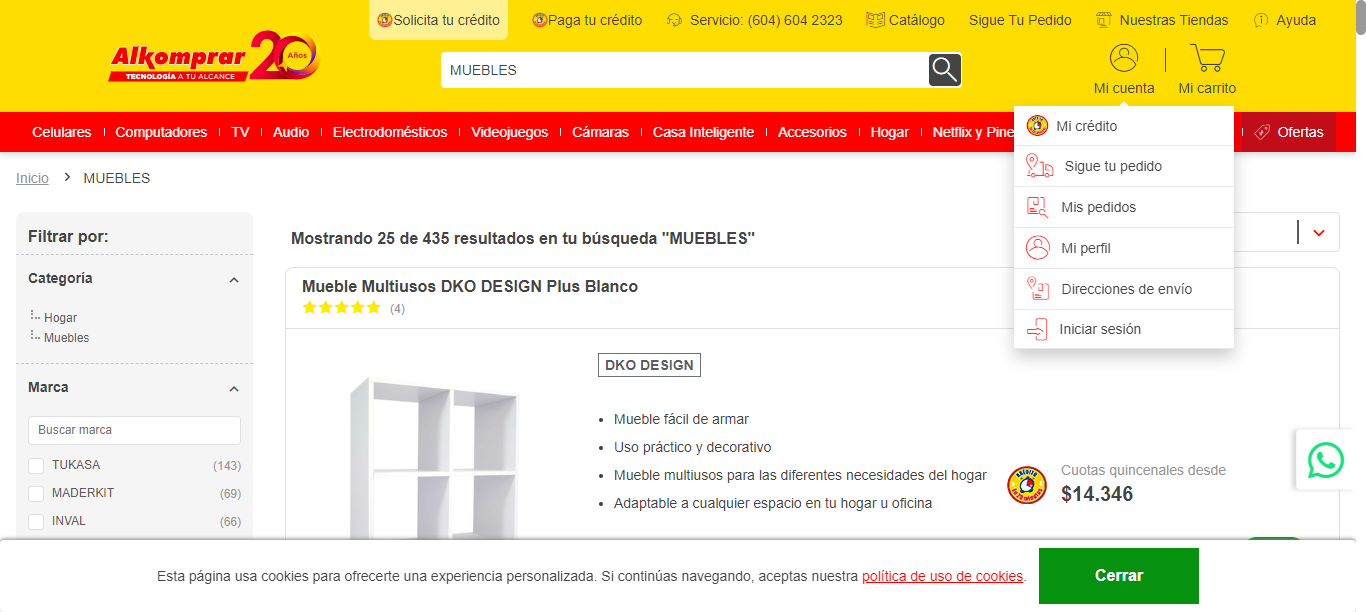 Solicita tu crédito
Paga tu crédito
Servicio: (604) 604 2323
Catálogo
Sigue Tu Pedido
Nuestras Tiendas
Ayuda
Alkomprar 20 Años
TECNOLOGÍA A TU ALCANCE
MUEBLES
Mi cuenta
Mi carrito
Celulares
Computadores
TV
Audio
Electrodomésticos
Videojuegos
Cámaras
Casa Inteligente
Accesorios
Hogar
Netflix y Pine
Ofertas
Mi crédito
Sigue tu pedido
Mis pedidos
Mi perfil
Direcciones de envío
Iniciar sesión
Inicio > MUEBLES
Filtrar por:
Categoría
Hogar
Muebles
Marca
Buscar marca
TUKASA (143)
MADERKIT (69)
INVAL (66)
Mostrando 25 de 435 resultados en tu búsqueda "MUEBLES"
Mueble Multiusos DKO DESIGN Plus Blanco
(4)
DKO DESIGN
• Mueble fácil de armar
• Uso práctico y decorativo
• Mueble multiusos para las diferentes necesidades del hogar
• Adaptable a cualquier espacio en tu hogar u oficina
Cuotas quincenales desde
$14.346
Esta página usa cookies para ofrecerte una experiencia personalizada. Si continúas navegando, aceptas nuestra política de uso de cookies.
Cerrar